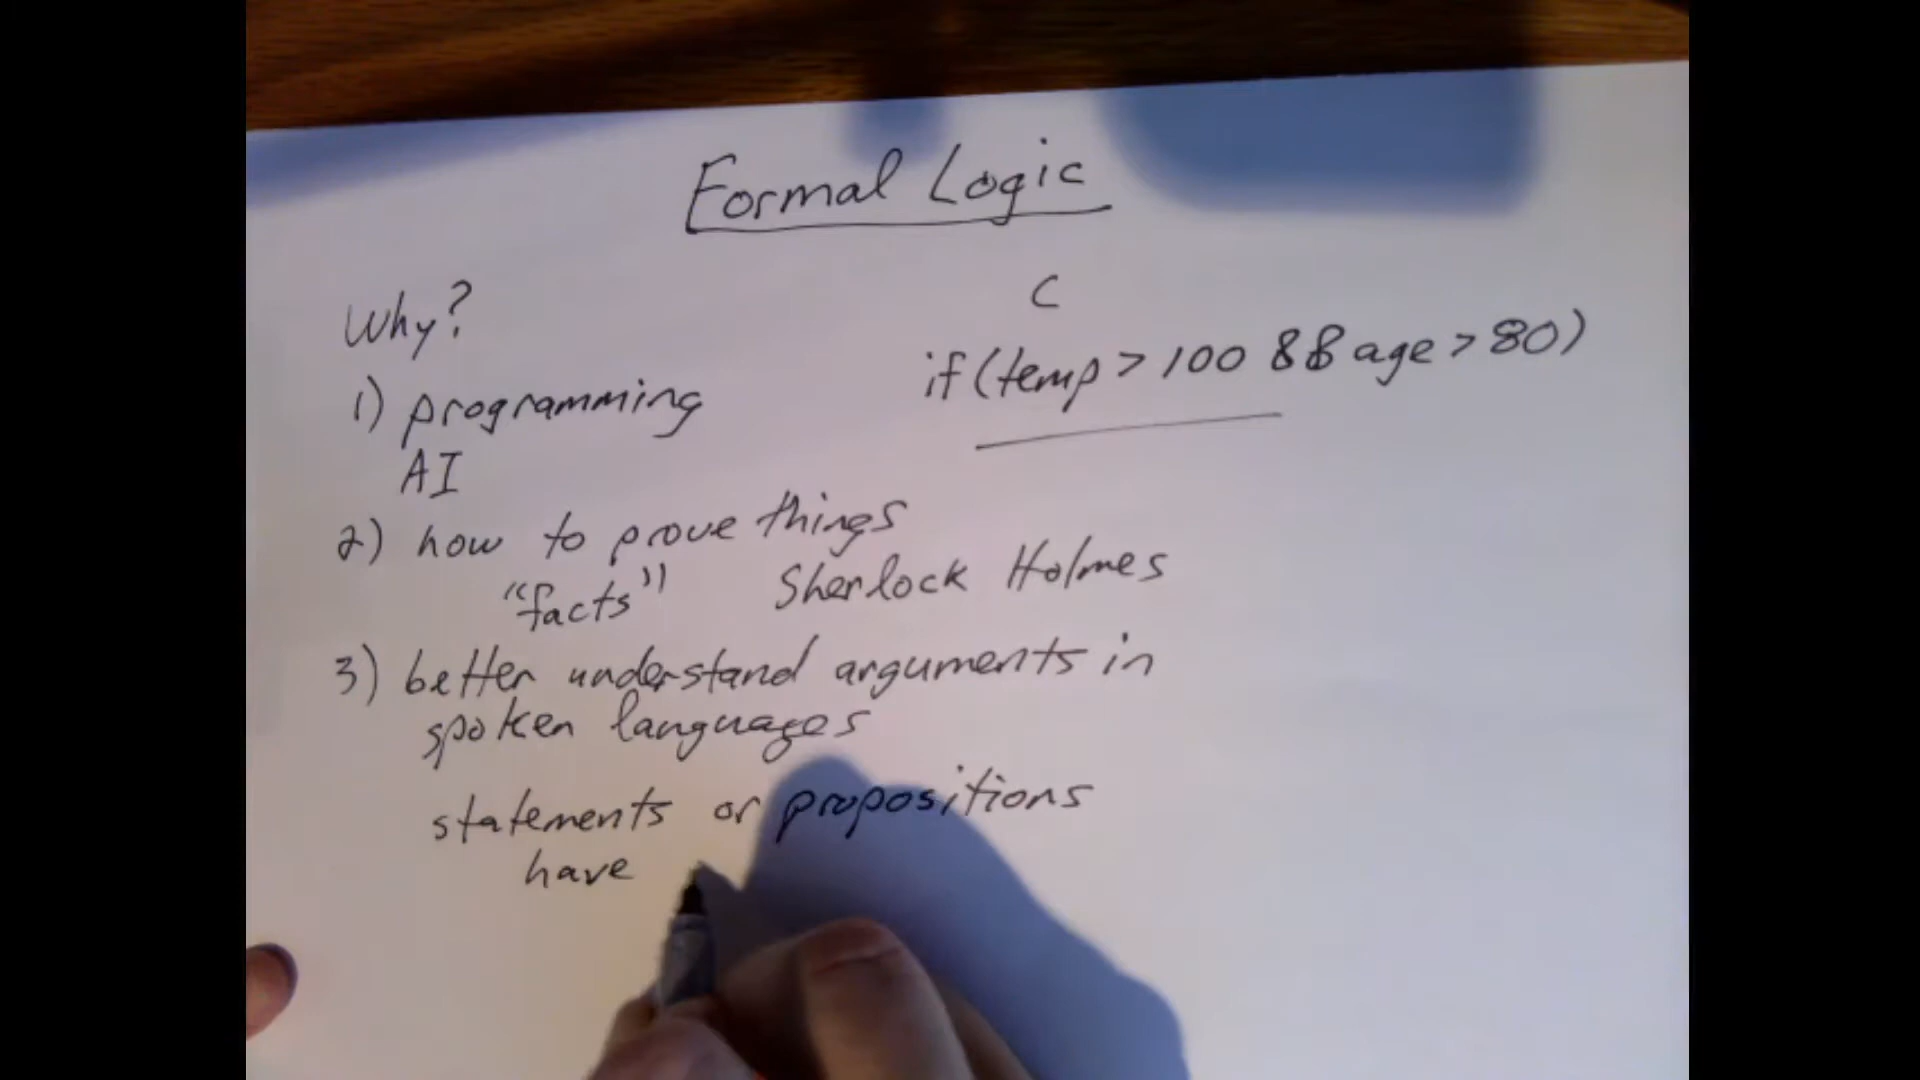 Formal Logic
Why?
C
if (temp > 100 && age > 80)
1) programming
AI
2) how to prove things
"facts" Sherlock Holmes
3) better understand arguments in
spoken languages
statements or propositions
have